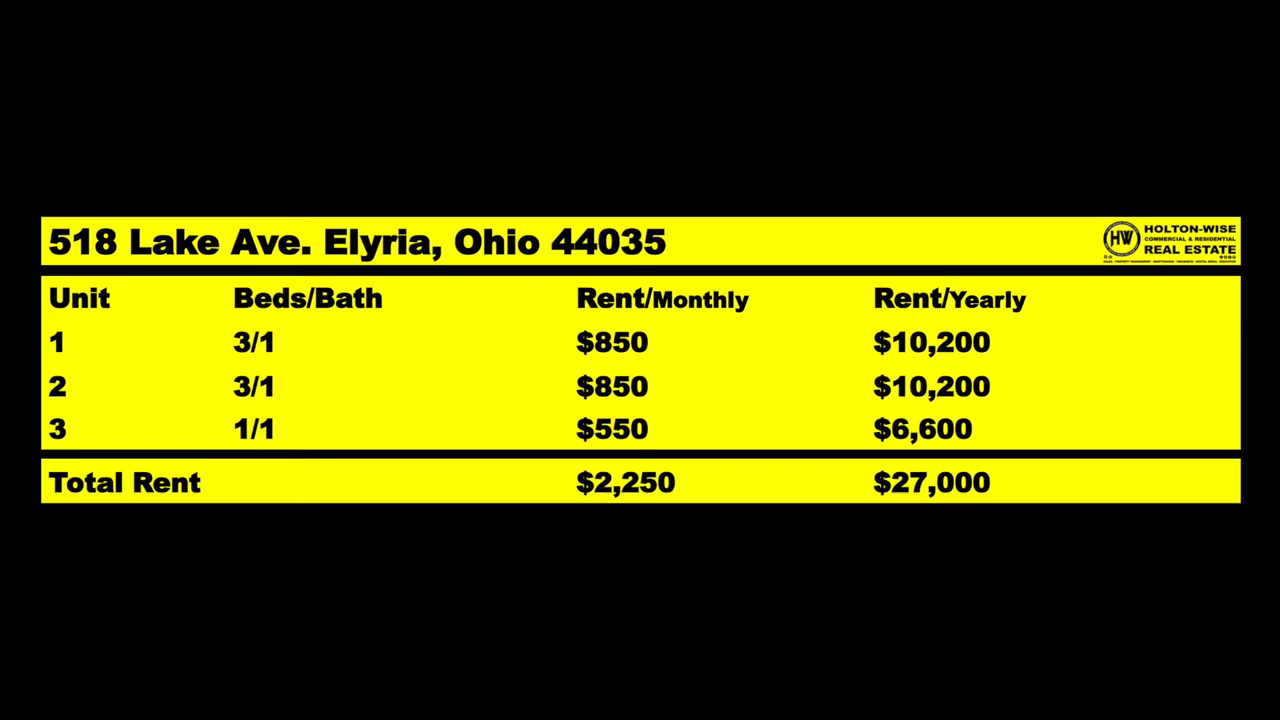 518 Lake Ave. Elyria, Ohio 44035
HW
HOLTON-WISE
COMMERCIAL & RESIDENTIAL
REAL ESTATE
Unit Beds/Bath Rent/Monthly Rent/Yearly
1 3/1 $850 $10,200
2 3/1 $850 $10,200
3 1/1 $550 $6,600
Total Rent $2,250 $27,000